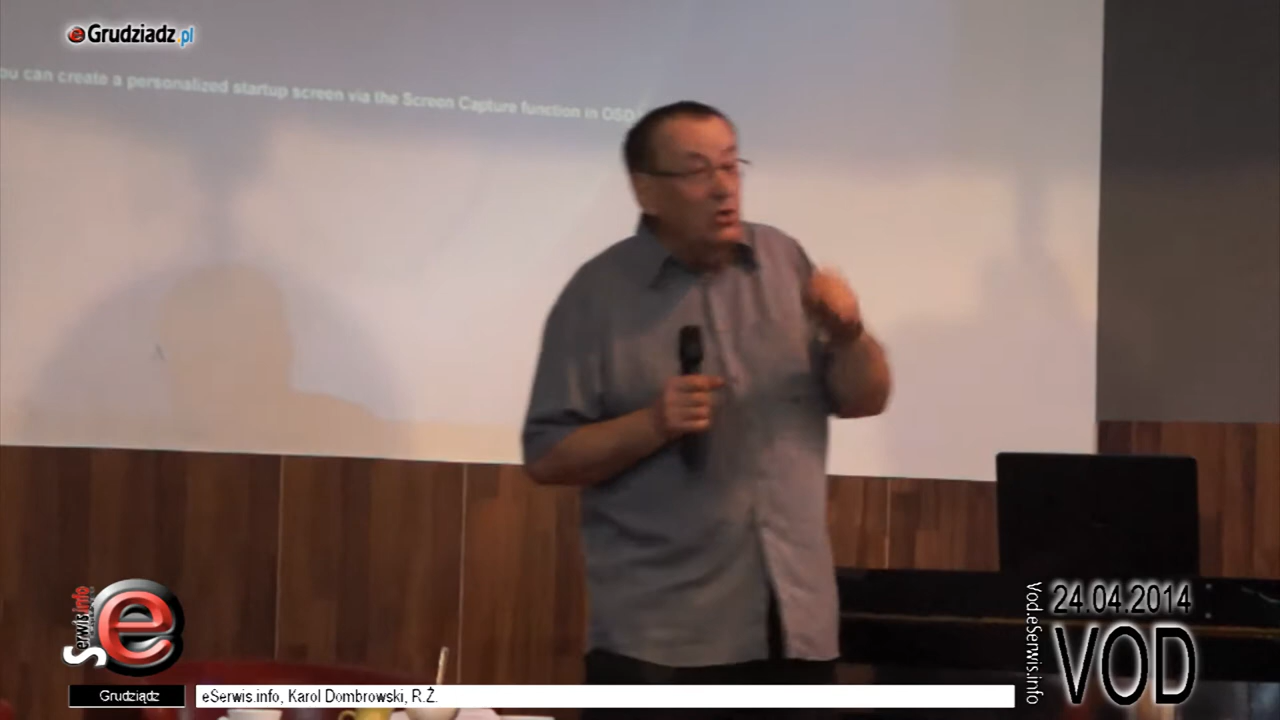 eGrudziadz.pl
ou can create a personalized startup screen via the Screen Capture function in OSD
serwis.info
e
Grudziądz
eSerwis.info, Karol Dombrowski, R.Ż.
Vod.eSerwis.info
24.04.2014
VOD